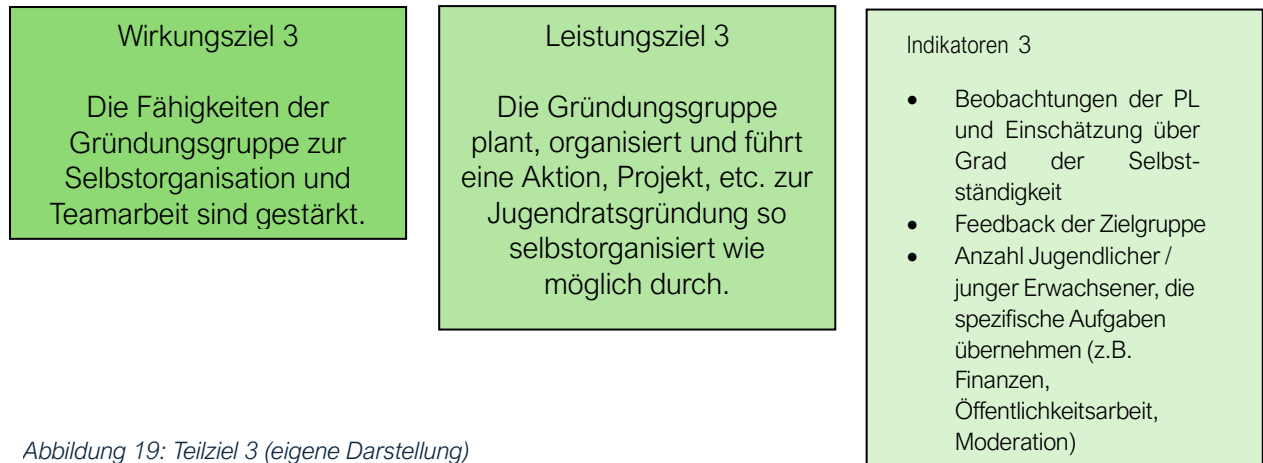 Wirkungsziel 3
Die Fähigkeiten der
Gründungsgruppe zur
Selbstorganisation und
Teamarbeit sind gestärkt.
Leistungsziel 3
Die Gründungsgruppe
plant, organisiert und führt
eine Aktion, Projekt, etc. zur
Jugendratsgründung so
selbstorganisiert wie
möglich durch.
Indikatoren 3
• Beobachtungen der PL
und Einschätzung über
Grad der Selbst-
ständigkeit
• Feedback der Zielgruppe
• Anzahl Jugendlicher /
junger Erwachsener, die
spezifische Aufgaben
übernehmen (z.B.
Finanzen,
Öffentlichkeitsarbeit,
Moderation)
Abbildung 19: Teilziel 3 (eigene Darstellung)